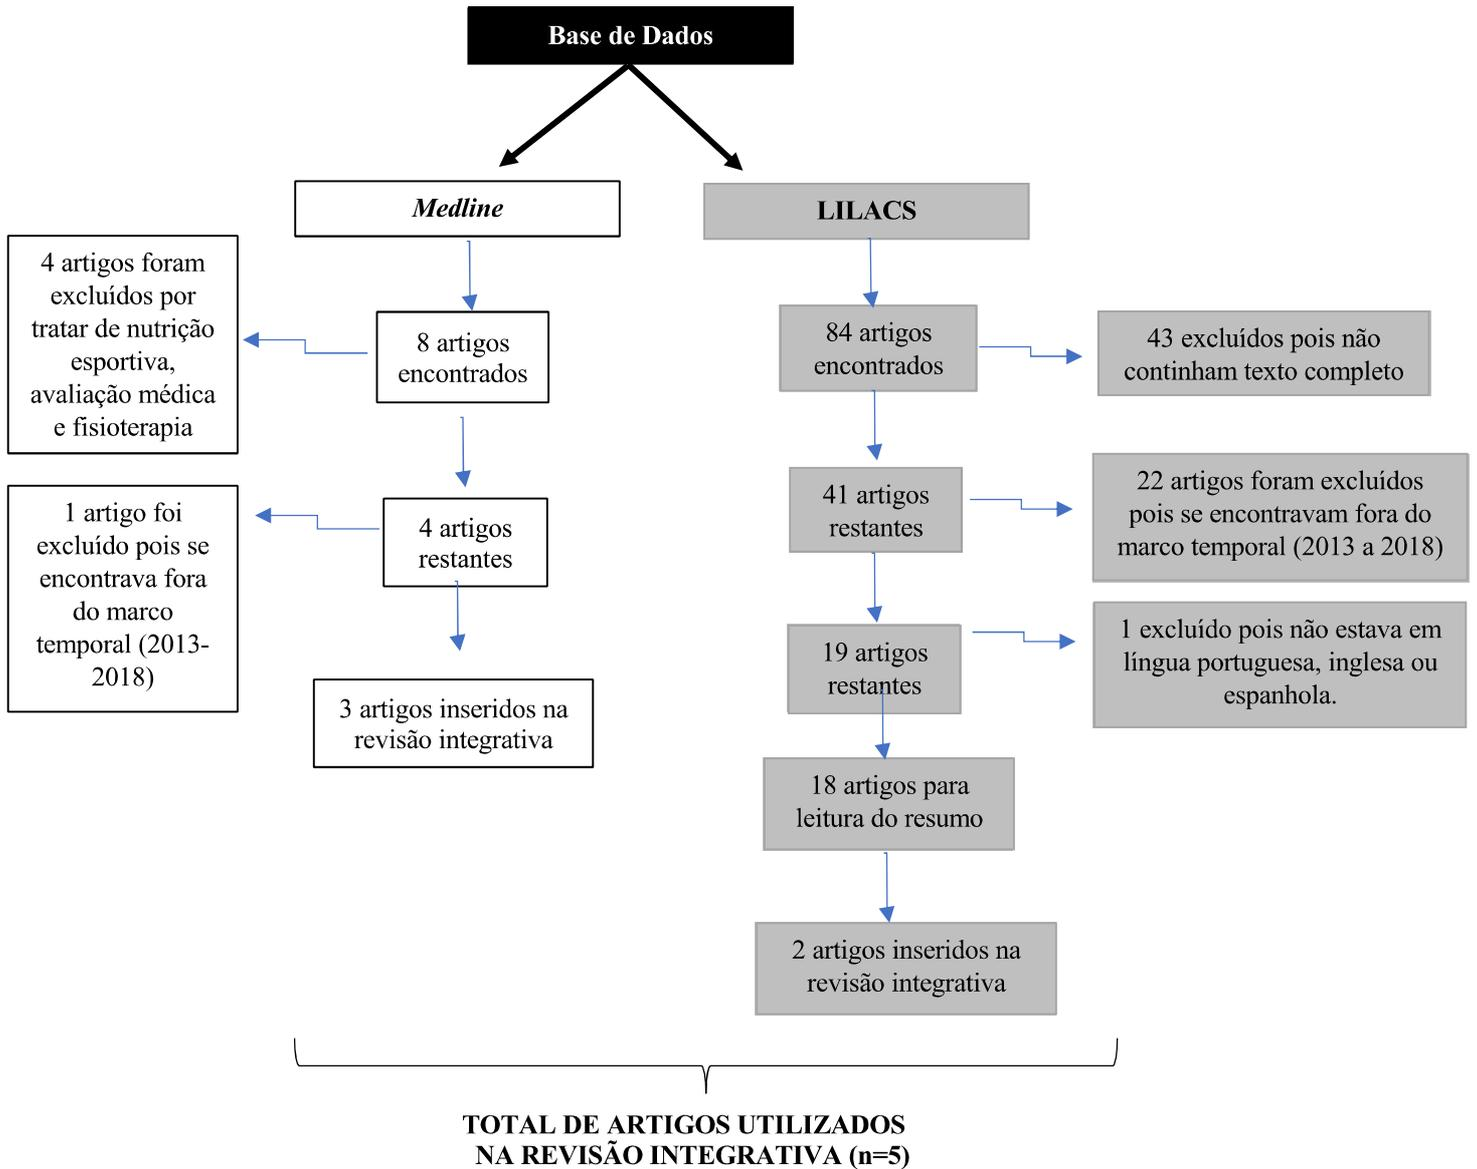 Base de Dados
Medline
4 artigos foram
excluídos por
tratar de nutrição
esportiva,
avaliação médica
e fisioterapia
8 artigos
encontrados
1 artigo foi
excluído pois se
encontrava fora
do marco
temporal (2013-
2018)
4 artigos
restantes
3 artigos inseridos na
revisão integrativa
LILACS
84 artigos
encontrados
43 excluídos pois não
continham texto completo
41 artigos
restantes
22 artigos foram excluídos
pois se encontravam fora do
marco temporal (2013 a 2018)
19 artigos
restantes
1 excluído pois não estava em
língua portuguesa, inglesa ou
espanhola.
18 artigos para
leitura do resumo
2 artigos inseridos na
revisão integrativa
TOTAL DE ARTIGOS UTILIZADOS
NA REVISÃO INTEGRATIVA (n=5)